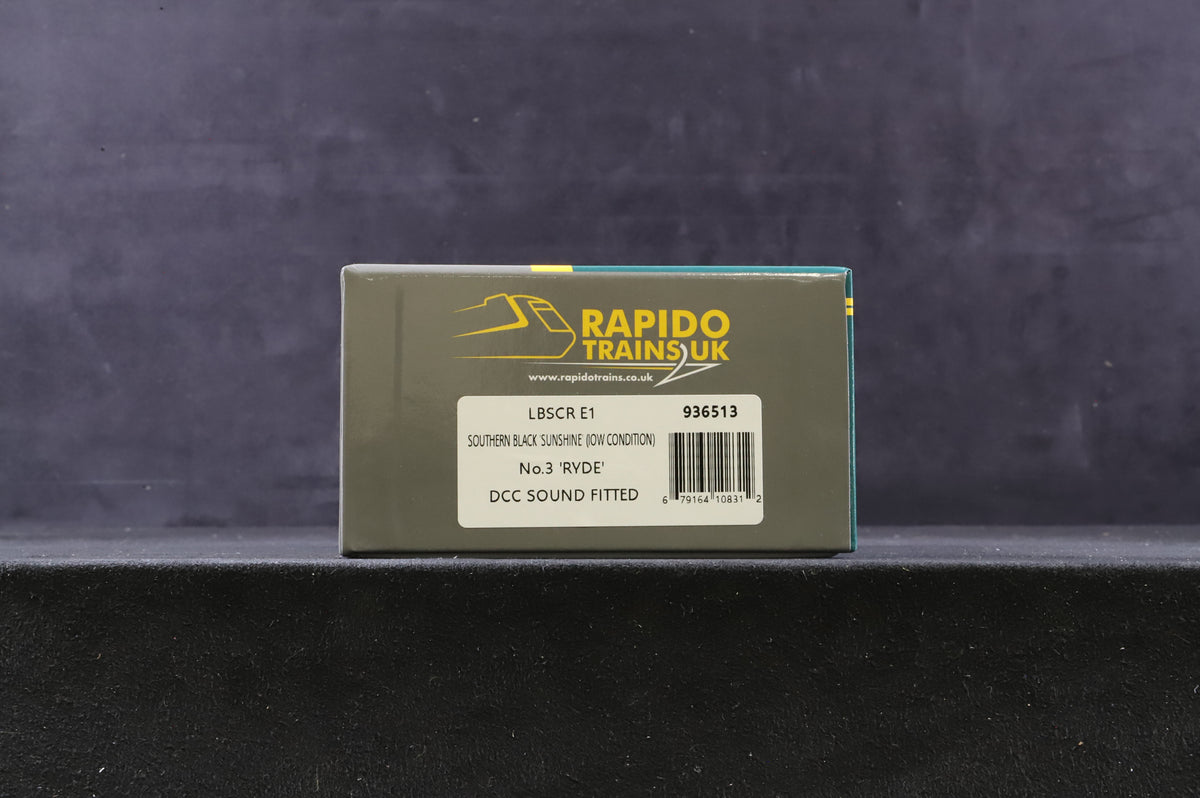 RAPIDO
TRAINS UK
www.rapidotrains.co.uk
LBSCR E1
936513
SOUTHERN BLACK 'SUNSHINE' (IOW CONDITION)
No.3 'RYDE'
DCC SOUND FITTED
6 79164 10831 2